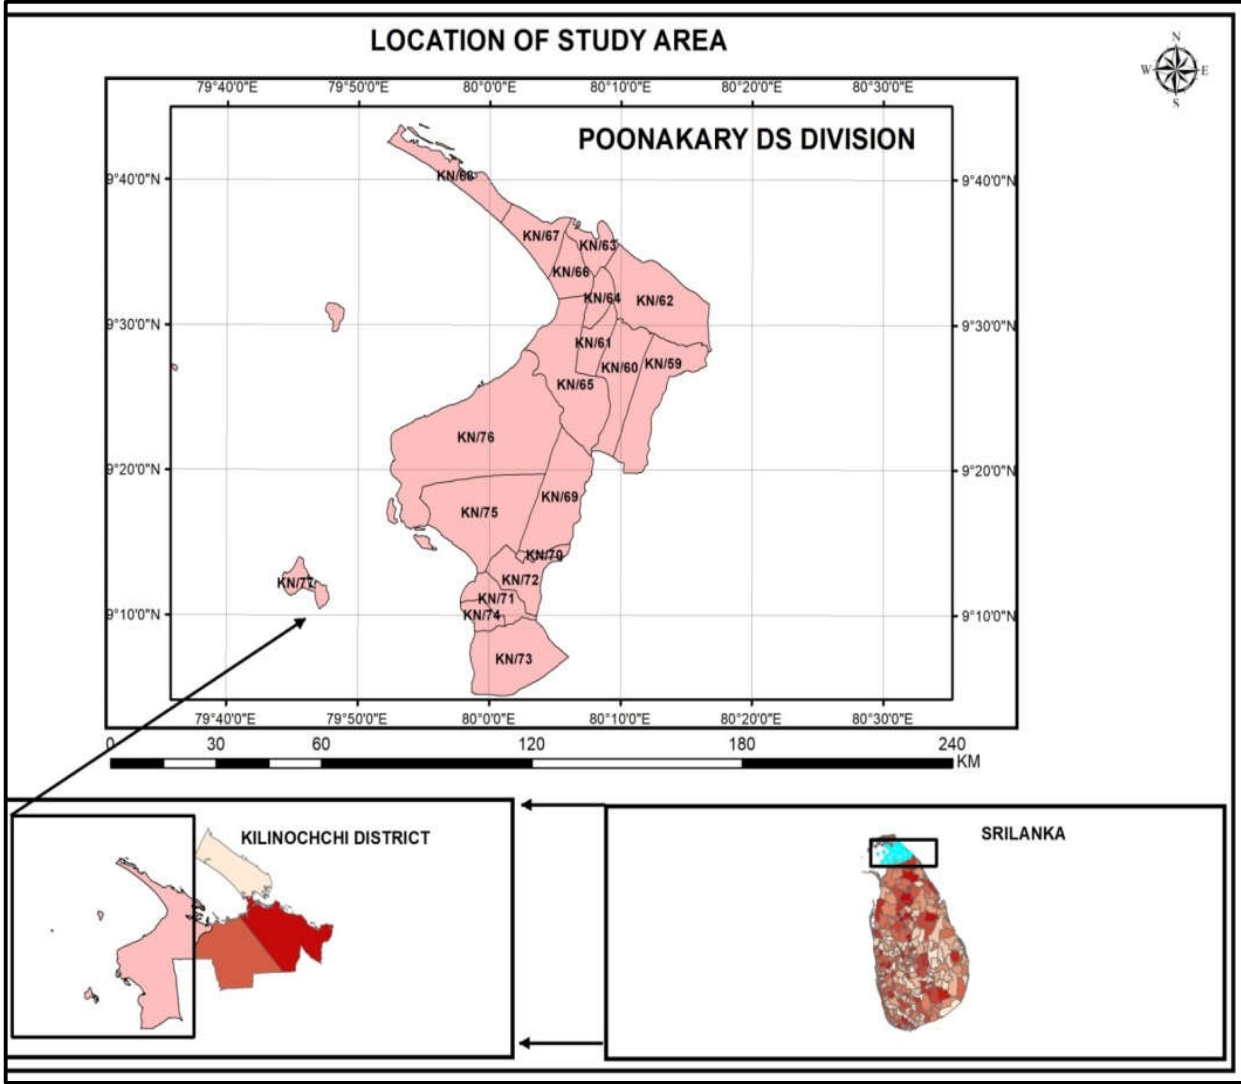 LOCATION OF STUDY AREA
N
W E
S
79°40'0"E 79°50'0"E 80°0'0"E 80°10'0"E 80°20'0"E 80°30'0"E
POONAKARY DS DIVISION
9°40'0"N 9°40'0"N
KN/68
KN/67
KN/63
KN/66
KN/64
KN/62
9°30'0"N 9°30'0"N
KN/61
KN/60
KN/59
KN/65
KN/76
9°20'0"N 9°20'0"N
KN/69
KN/75
KN/70
KN/72
KN/77
KN/71
KN/74
9°10'0"N 9°10'0"N
KN/73
79°40'0"E 79°50'0"E 80°0'0"E 80°10'0"E 80°20'0"E 80°30'0"E
0 30 60 120 180 240
KM
KILINOCHCHI DISTRICT
SRILANKA